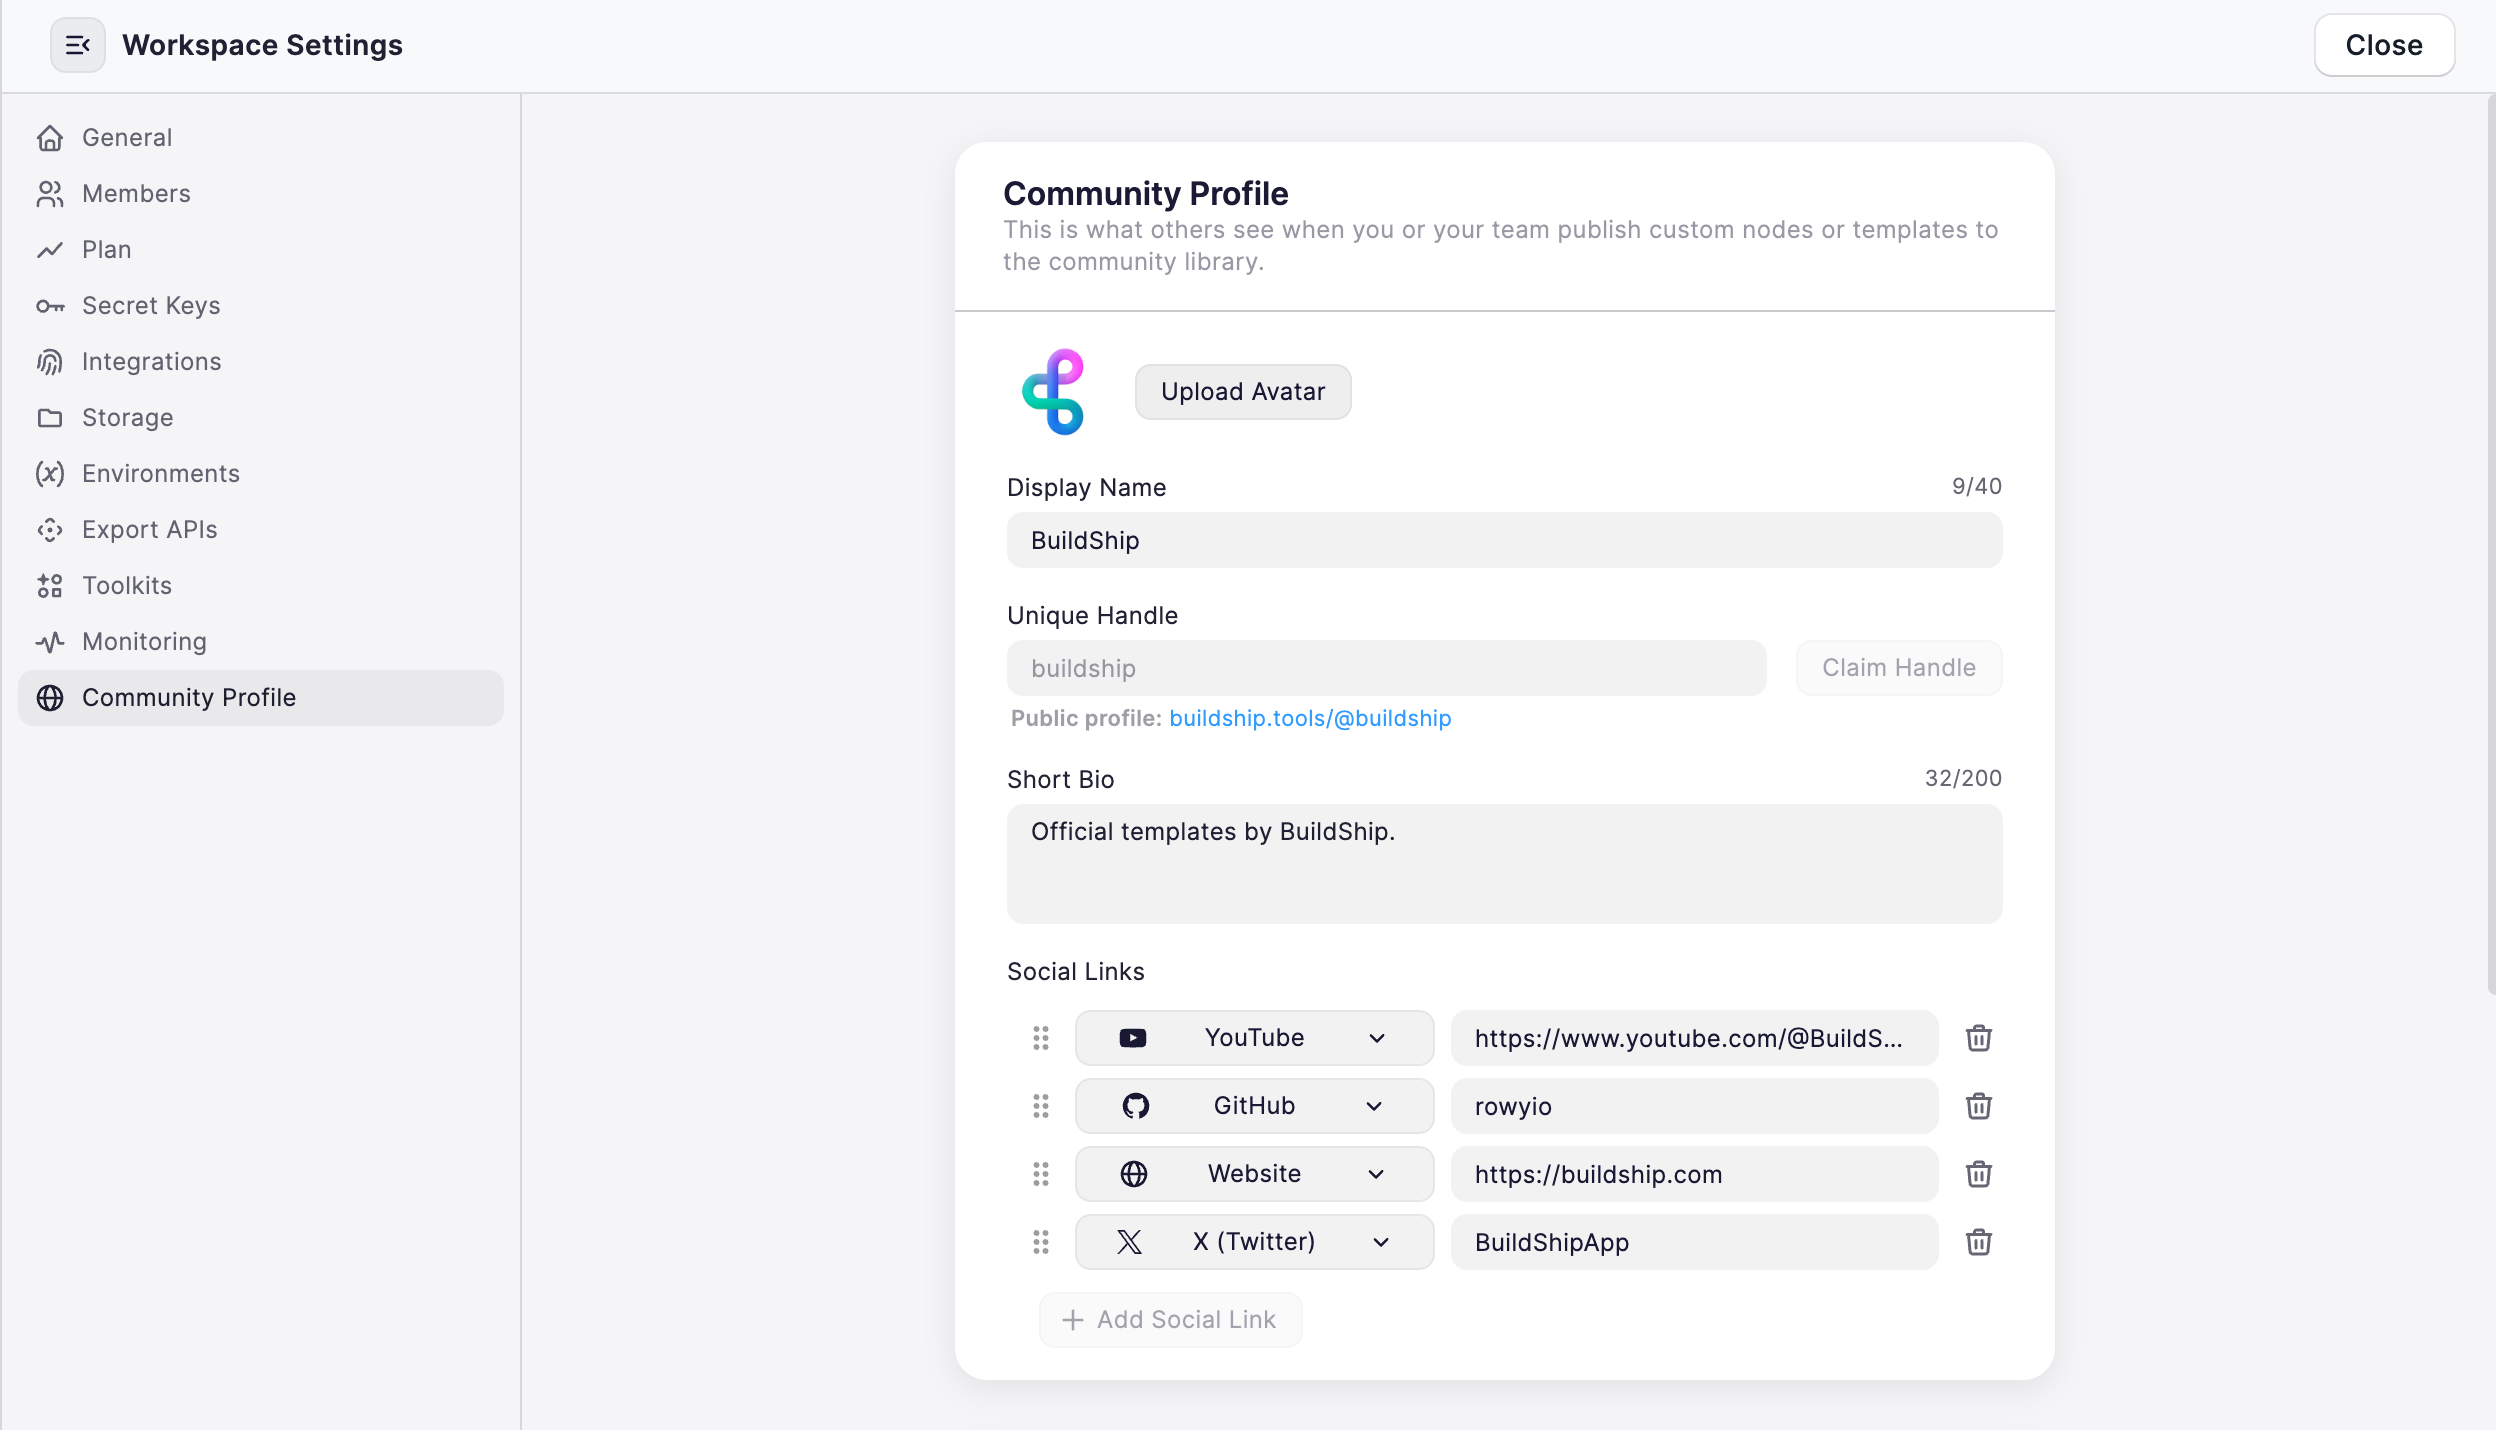 Workspace Settings
Close
General
Members
Plan
Secret Keys
Integrations
Storage
Environments
Export APIs
Toolkits
Monitoring
Community Profile
Community Profile
This is what others see when you or your team publish custom nodes or templates to
the community library.
Upload Avatar
Display Name 9/40
BuildShip
Unique Handle
buildship Claim Handle
Public profile: buildship.tools/@buildship
Short Bio 32/200
Official templates by BuildShip.
Social Links
YouTube https://www.youtube.com/@BuildS...
GitHub rowyio
Website https://buildship.com
X (Twitter) BuildShipApp
Add Social Link